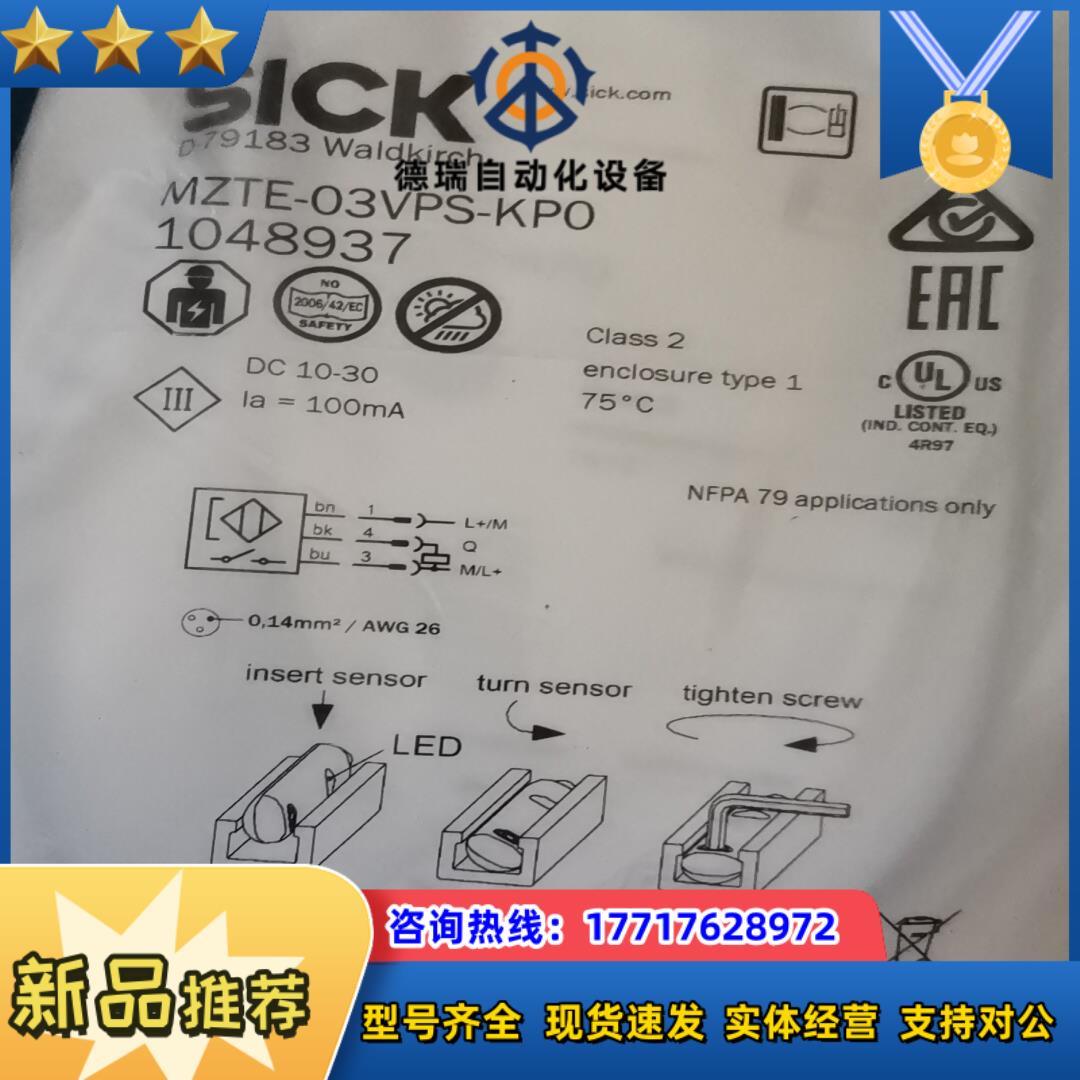 SICK
www.sick.com
D-79183 Waldkirch
德瑞自动化设备
MZTE-03VPS-KP0
1048937
NO
2006/42/EC
SAFETY
EAC
Class 2
DC 10-30
enclosure type 1
III
Ia = 100mA
75°C
C UL US
LISTED
(IND. CONT. EQ.)
4R97
NFPA 79 applications only
bn 1 L+/M
bk 4 Q
bu 3 M/L+
0,14mm² / AWG 26
insert sensor
turn sensor
tighten screw
LED
咨询热线：17717628972
新品推荐
型号齐全 现货速发 实体经营 支持对公